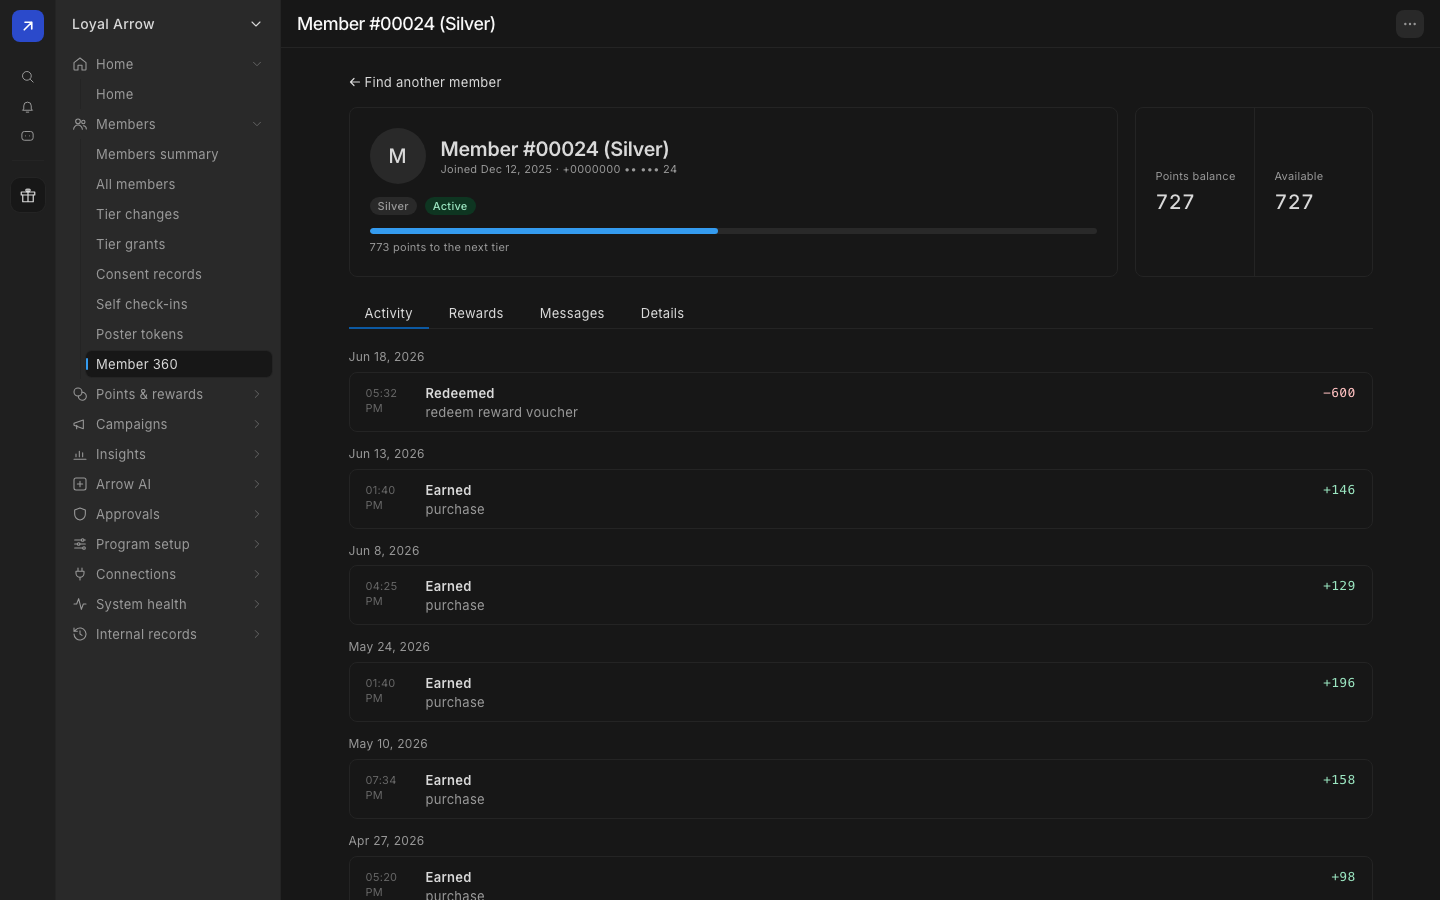 Loyal Arrow
Home
Home
Members
Members summary
All members
Tier changes
Tier grants
Consent records
Self check-ins
Poster tokens
Member 360
Points & rewards
Campaigns
Insights
Arrow AI
Approvals
Program setup
Connections
System health
Internal records
Member #00024 (Silver)
← Find another member
M
Member #00024 (Silver)
Joined Dec 12, 2025 · +0000000 •• ••• 24
Silver Active
773 points to the next tier
Points balance
727
Available
727
Activity Rewards Messages Details
Jun 18, 2026
05:32 PM
Redeemed
redeem reward voucher
−600
Jun 13, 2026
01:40 PM
Earned
purchase
+146
Jun 8, 2026
04:25 PM
Earned
purchase
+129
May 24, 2026
01:40 PM
Earned
purchase
+196
May 10, 2026
07:34 PM
Earned
purchase
+158
Apr 27, 2026
05:20 PM
Earned
purchase
+98